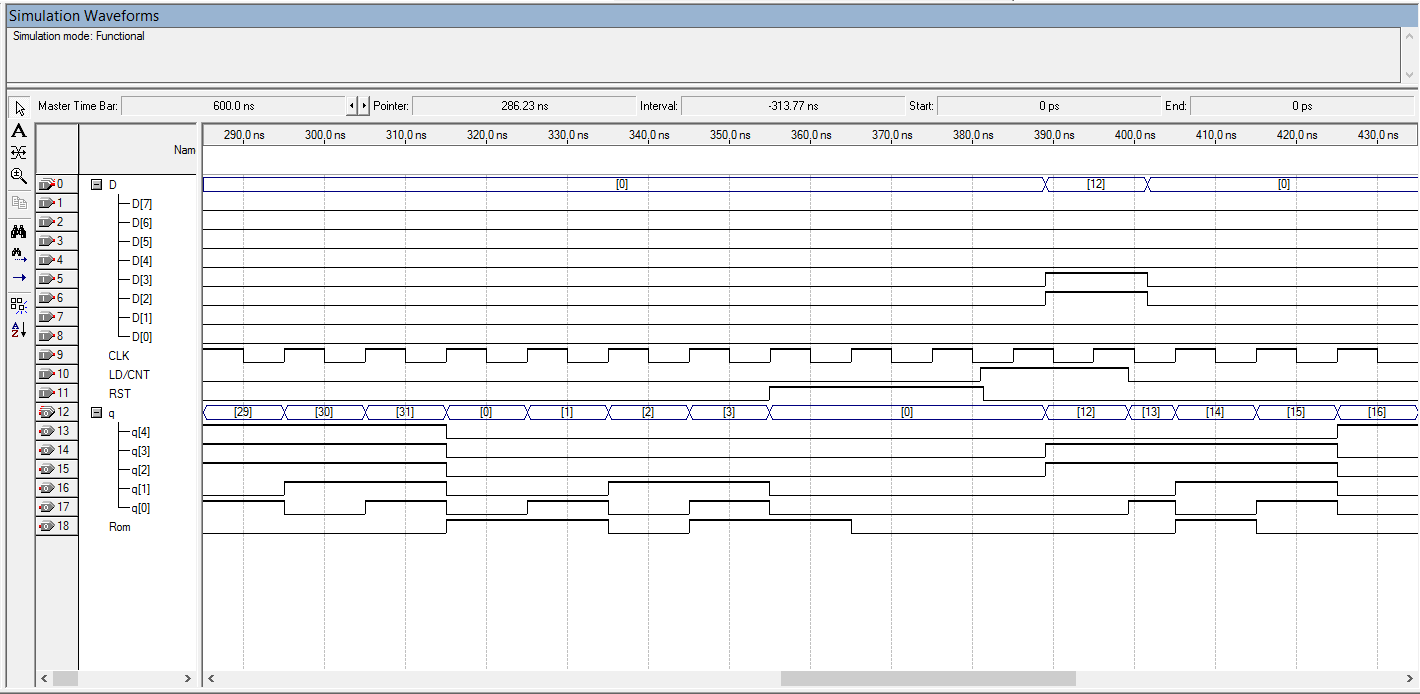 Simulation Waveforms
Simulation mode: Functional
Master Time Bar: 600.0 ns Pointer: 286.23 ns Interval: -313.77 ns Start: 0 ps End: 0 ps
A
290.0 ns 300.0 ns 310.0 ns 320.0 ns 330.0 ns 340.0 ns 350.0 ns 360.0 ns 370.0 ns 380.0 ns 390.0 ns 400.0 ns 410.0 ns 420.0 ns 430.0 ns
Nam
0 D [0] [12] [0]
1 D[7]
2 D[6]
3 D[5]
4 D[4]
5 D[3]
6 D[2]
7 D[1]
8 D[0]
9 CLK
10 LD/CNT
11 RST
12 q [29] [30] [31] [0] [1] [2] [3] [0] [12] [13] [14] [15] [16]
13 q[4]
14 q[3]
15 q[2]
16 q[1]
17 q[0]
18 Rom
A
Z